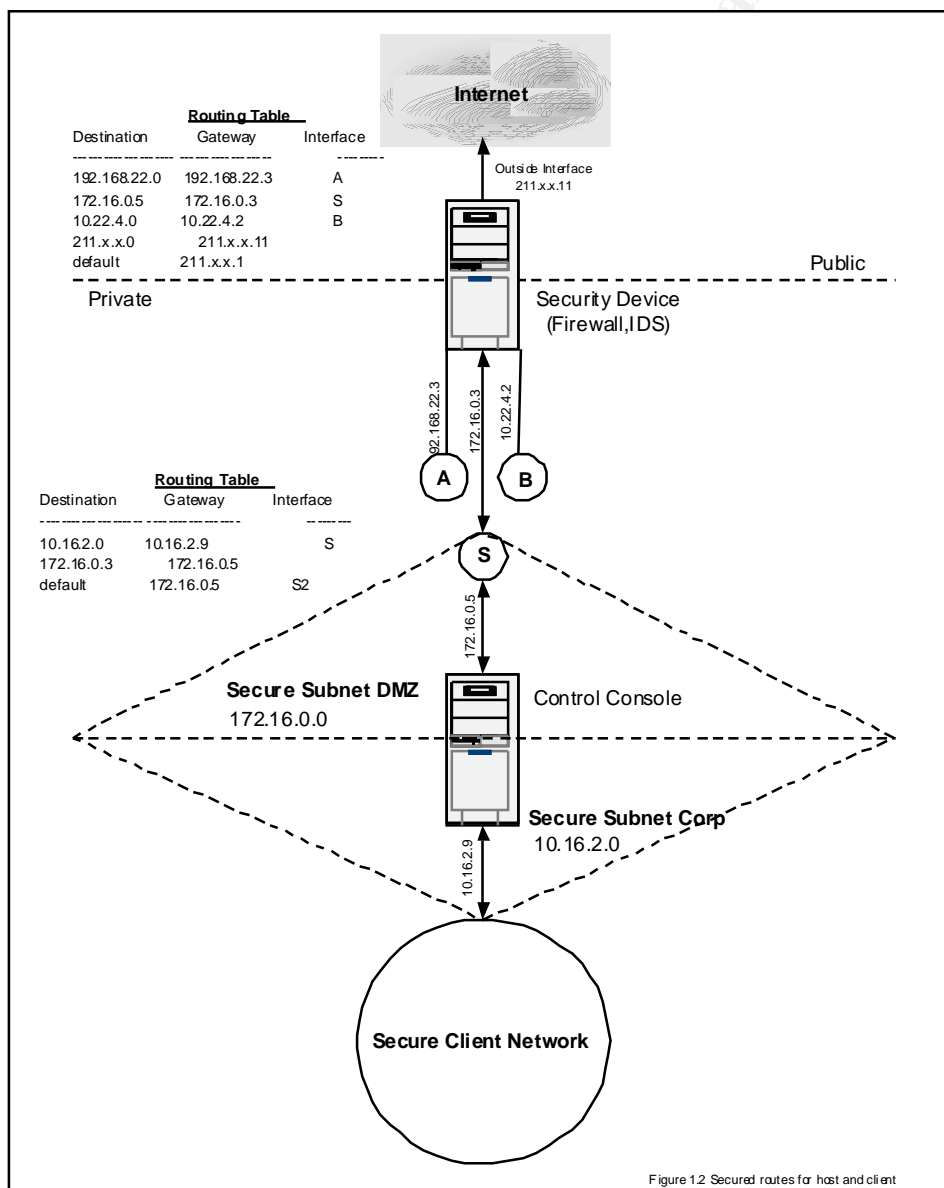 Internet
Routing Table
Destination Gateway Interface
-------------------- ------------------ ---------
192.168.22.0 192.168.22.3 A
172.16.0.5 172.16.0.3 S
10.22.4.0 10.22.4.2 B
211.x.x.0 211.x.x.11
default 211.x.x.1
Outside Interface
211.x.x.11
Public
Private
Security Device
(Firewall,IDS)
92.168.22.3
172.16.0.3
10.22.4.2
A
B
Routing Table
Destination Gateway Interface
--------------------- ------------------ --------
10.16.2.0 10.16.2.9 S
172.16.0.3 172.16.0.5
default 172.16.0.5 S2
S
172.16.0.5
Secure Subnet DMZ
172.16.0.0
Control Console
Secure Subnet Corp
10.16.2.0
10.16.2.9
Secure Client Network
Figure 1.2 Secured routes for host and client